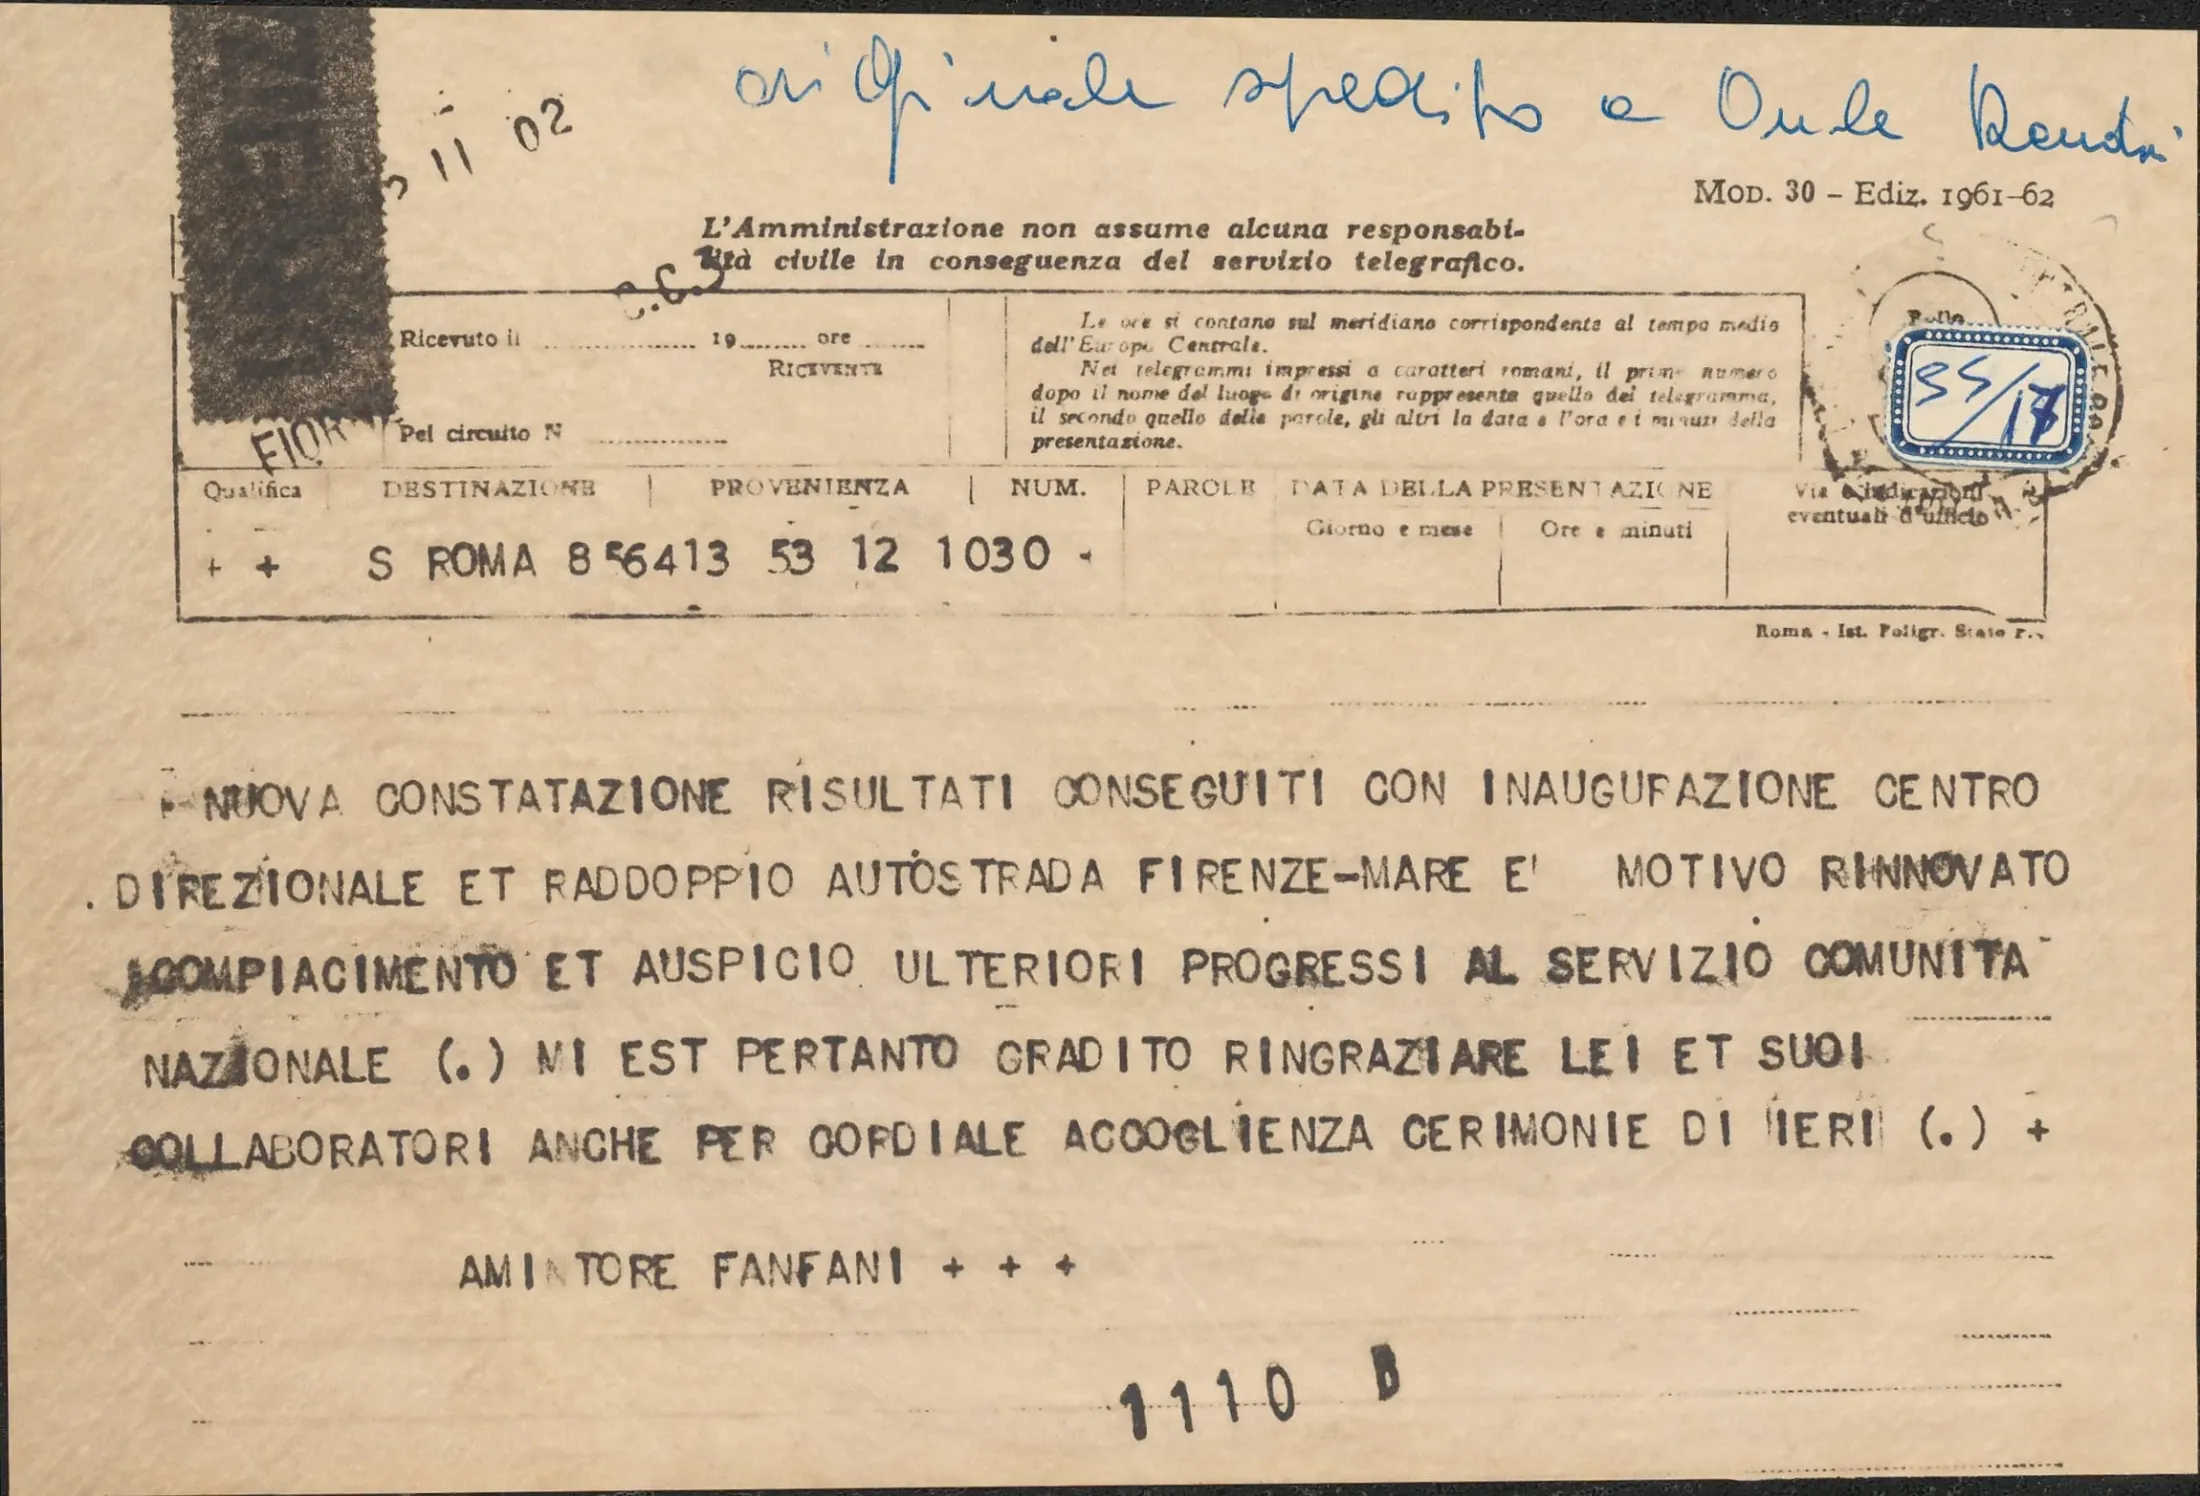 originale spedito a
11 02
MOD. 30 - Ediz. 1961-62
L'Amministrazione non assume alcuna responsabi-
lità civile in conseguenza del servizio telegrafico.
Ricevuto il 19 ore
RICEVENTE
Pel circuito N
Le ore si contano sul meridiano corrispondente al tempo medio
dell'Europa Centrale.
Nei telegrammi impressi a caratteri romani, il primo numero
dopo il nome del luogo di origine rappresenta quello del telegramma,
il secondo quello delle parole, gli altri la data e l'ora e i minuti della
presentazione.
Bollo
35/17
FIOR
Qualifica DESTINAZIONE PROVENIENZA NUM. PAROLE DATA DELLA PRESENTAZIONE
Giorno e mese Ore e minuti
Via e indicazioni
eventuali d'ufficio
+ + S ROMA 856413 53 12 1030 -
Roma - Ist. Poligr. Stato P.V.
NUOVA CONSTATAZIONE RISULTATI CONSEGUITI CON INAUGURAZIONE CENTRO
DIREZIONALE ET RADDOPPIO AUTOSTRADA FIRENZE-MARE E' MOTIVO RINNOVATO
COMPIACIMENTO ET AUSPICIO ULTERIORI PROGRESSI AL SERVIZIO COMUNITA
NAZIONALE (.) MI EST PERTANTO GRADITO RINGRAZIARE LEI ET SUOI
COLLABORATORI ANCHE PER CORDIALE ACCOGLIENZA CERIMONIE DI IERI (.) +
AMINTORE FANFANI + + +
1110 B